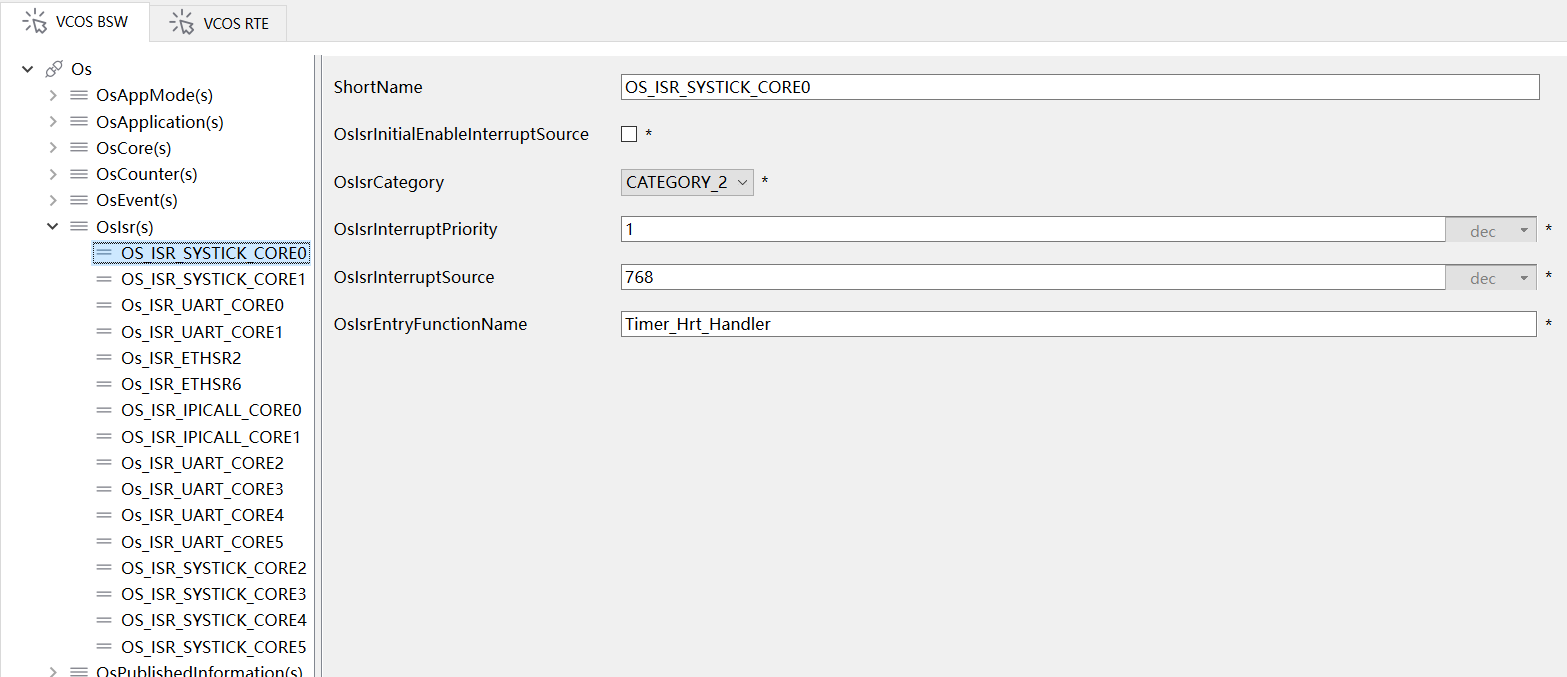 VCOS BSW
VCOS RTE
Os
OsAppMode(s)
OsApplication(s)
OsCore(s)
OsCounter(s)
OsEvent(s)
OsIsr(s)
OS_ISR_SYSTICK_CORE0
OS_ISR_SYSTICK_CORE1
Os_ISR_UART_CORE0
Os_ISR_UART_CORE1
Os_ISR_ETHSR2
Os_ISR_ETHSR6
OS_ISR_IPICALL_CORE0
OS_ISR_IPICALL_CORE1
Os_ISR_UART_CORE2
Os_ISR_UART_CORE3
Os_ISR_UART_CORE4
Os_ISR_UART_CORE5
OS_ISR_SYSTICK_CORE2
OS_ISR_SYSTICK_CORE3
OS_ISR_SYSTICK_CORE4
OS_ISR_SYSTICK_CORE5
OsPublishedInformation(s)
ShortName OS_ISR_SYSTICK_CORE0
OsIsrInitialEnableInterruptSource *
OsIsrCategory CATEGORY_2 *
OsIsrInterruptPriority 1 dec *
OsIsrInterruptSource 768 dec *
OsIsrEntryFunctionName Timer_Hrt_Handler *